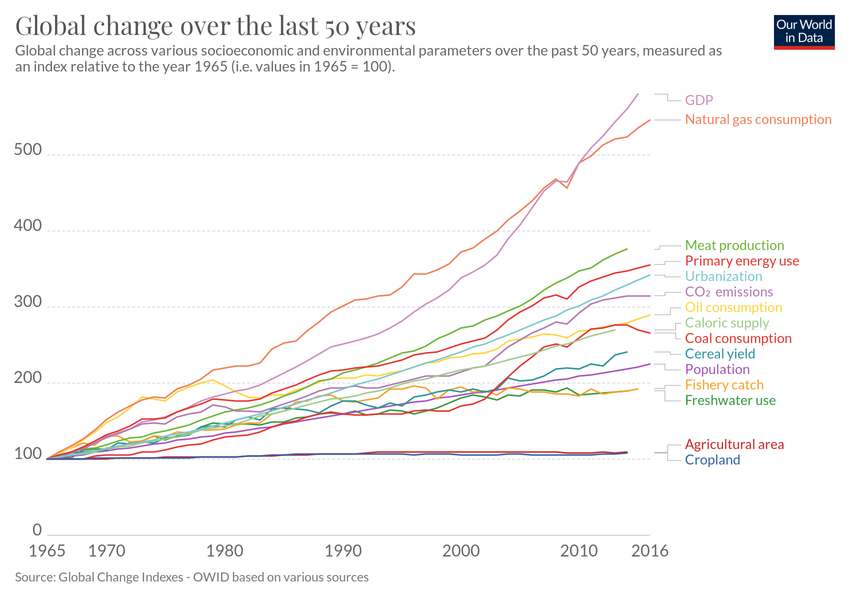 Global change over the last 50 years
Our World
in Data
Global change across various socioeconomic and environmental parameters over the past 50 years, measured as
an index relative to the year 1965 (i.e. values in 1965 = 100).
GDP
Natural gas consumption
500
400
Meat production
Primary energy use
Urbanization
CO₂ emissions
300
Oil consumption
Caloric supply
Coal consumption
Cereal yield
Population
200
Fishery catch
Freshwater use
Agricultural area
100
Cropland
0
1965 1970 1980 1990 2000 2010 2016
Source: Global Change Indexes - OWID based on various sources